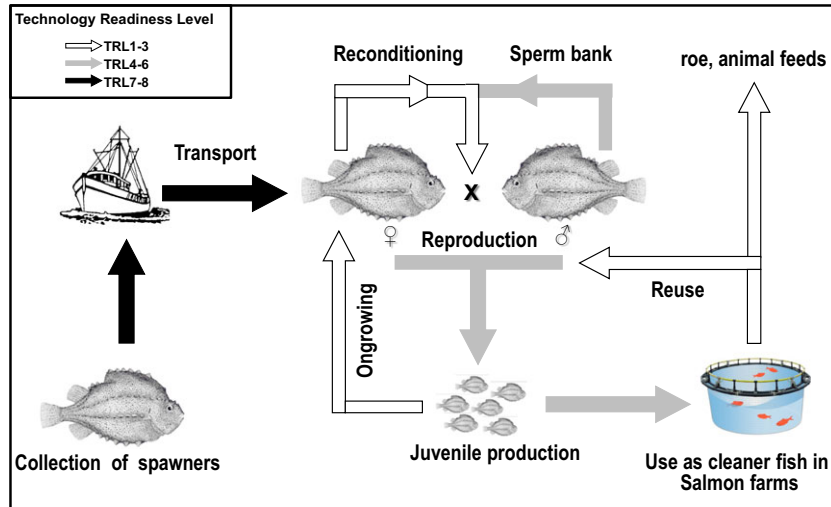 Technology Readiness Level
TRL1-3
TRL4-6
TRL7-8
Reconditioning
Sperm bank
roe, animal feeds
Transport
X
♀
Reproduction
♂
Reuse
Ongrowing
Collection of spawners
Juvenile production
Use as cleaner fish in
Salmon farms